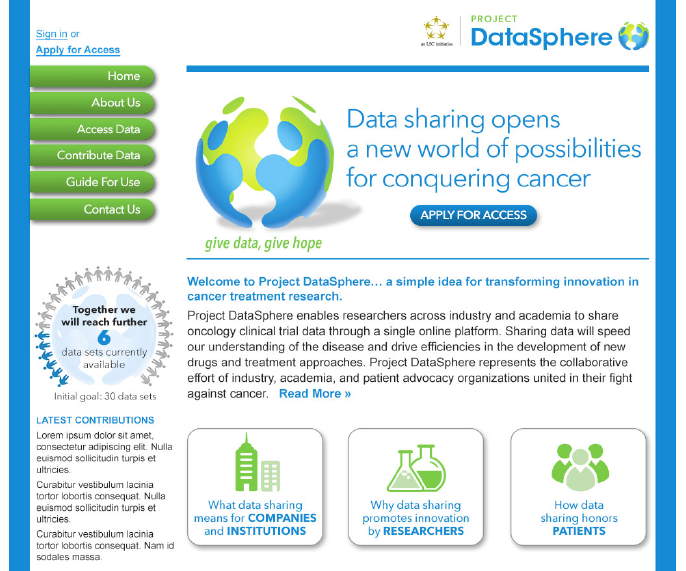 Sign in or
Apply for Access
an LSC Initiative
PROJECT
DataSphere
Home
About Us
Access Data
Contribute Data
Guide For Use
Contact Us
Data sharing opens
a new world of possibilities
for conquering cancer
APPLY FOR ACCESS
give data, give hope
Together we
will reach further
6
data sets currently
available
Initial goal: 30 data sets
LATEST CONTRIBUTIONS
Lorem ipsum dolor sit amet,
consectetur adipiscing elit. Nulla
euismod sollicitudin turpis et
ultricies.
Curabitur vestibulum lacinia
tortor lobortis consequat. Nulla
euismod sollicitudin turpis et
ultricies.
Curabitur vestibulum lacinia
tortor lobortis consequat. Nam id
sodales massa.
Welcome to Project DataSphere… a simple idea for transforming innovation in
cancer treatment research.
Project DataSphere enables researchers across industry and academia to share
oncology clinical trial data through a single online platform. Sharing data will speed
our understanding of the disease and drive efficiencies in the development of new
drugs and treatment approaches. Project DataSphere represents the collaborative
effort of industry, academia, and patient advocacy organizations united in their fight
against cancer. Read More »
What data sharing
means for COMPANIES
and INSTITUTIONS
Why data sharing
promotes innovation
by RESEARCHERS
How data
sharing honors
PATIENTS